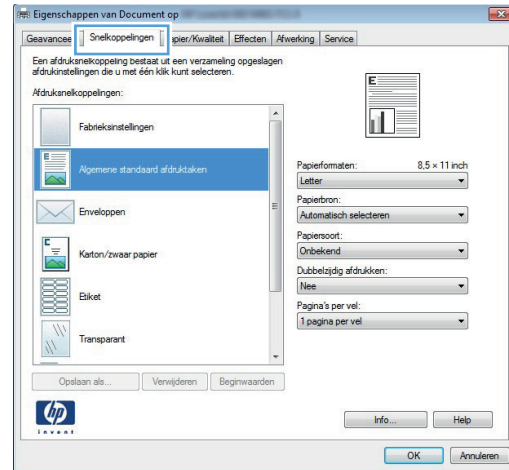 Eigenschappen van Document op
Snelkoppelingen
Effecten
Afwerking
Service
Een afdruksnelkoppeling bestaat uit een verzameling opgeslagen
afdrukinstellingen die u met één klik kunt selecteren.
Afdruksnelkoppelingen:
Fabrieksinstellingen
Algemene standaard afdruktaken
Enveloppen
Karton/zwaar papier
Etiket
Transparant
Opslaan als...
Verwijderen
Beginwaarden
E
Papierformaten: 8,5 × 11 inch
Letter
Papierbron:
Automatisch selecteren
Papiersoort:
Onbekend
Dubbelzijdig afdrukken:
Nee
Pagina's per vel:
1 pagina per vel
hp
invent
Info...
Help
OK
Annuleren